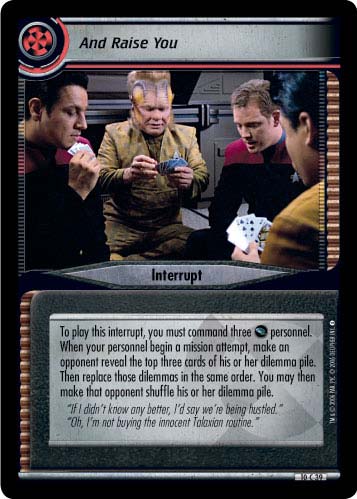 And Raise You
Interrupt
To play this interrupt, you must command three personnel.
When your personnel begin a mission attempt, make an
opponent reveal the top three cards of his or her dilemma pile.
Then replace those dilemmas in the same order. You may then
make that opponent shuffle his or her dilemma pile.
"If I didn't know any better, I'd say we're being hustled."
"Oh, I'm not buying the innocent Talaxian routine."